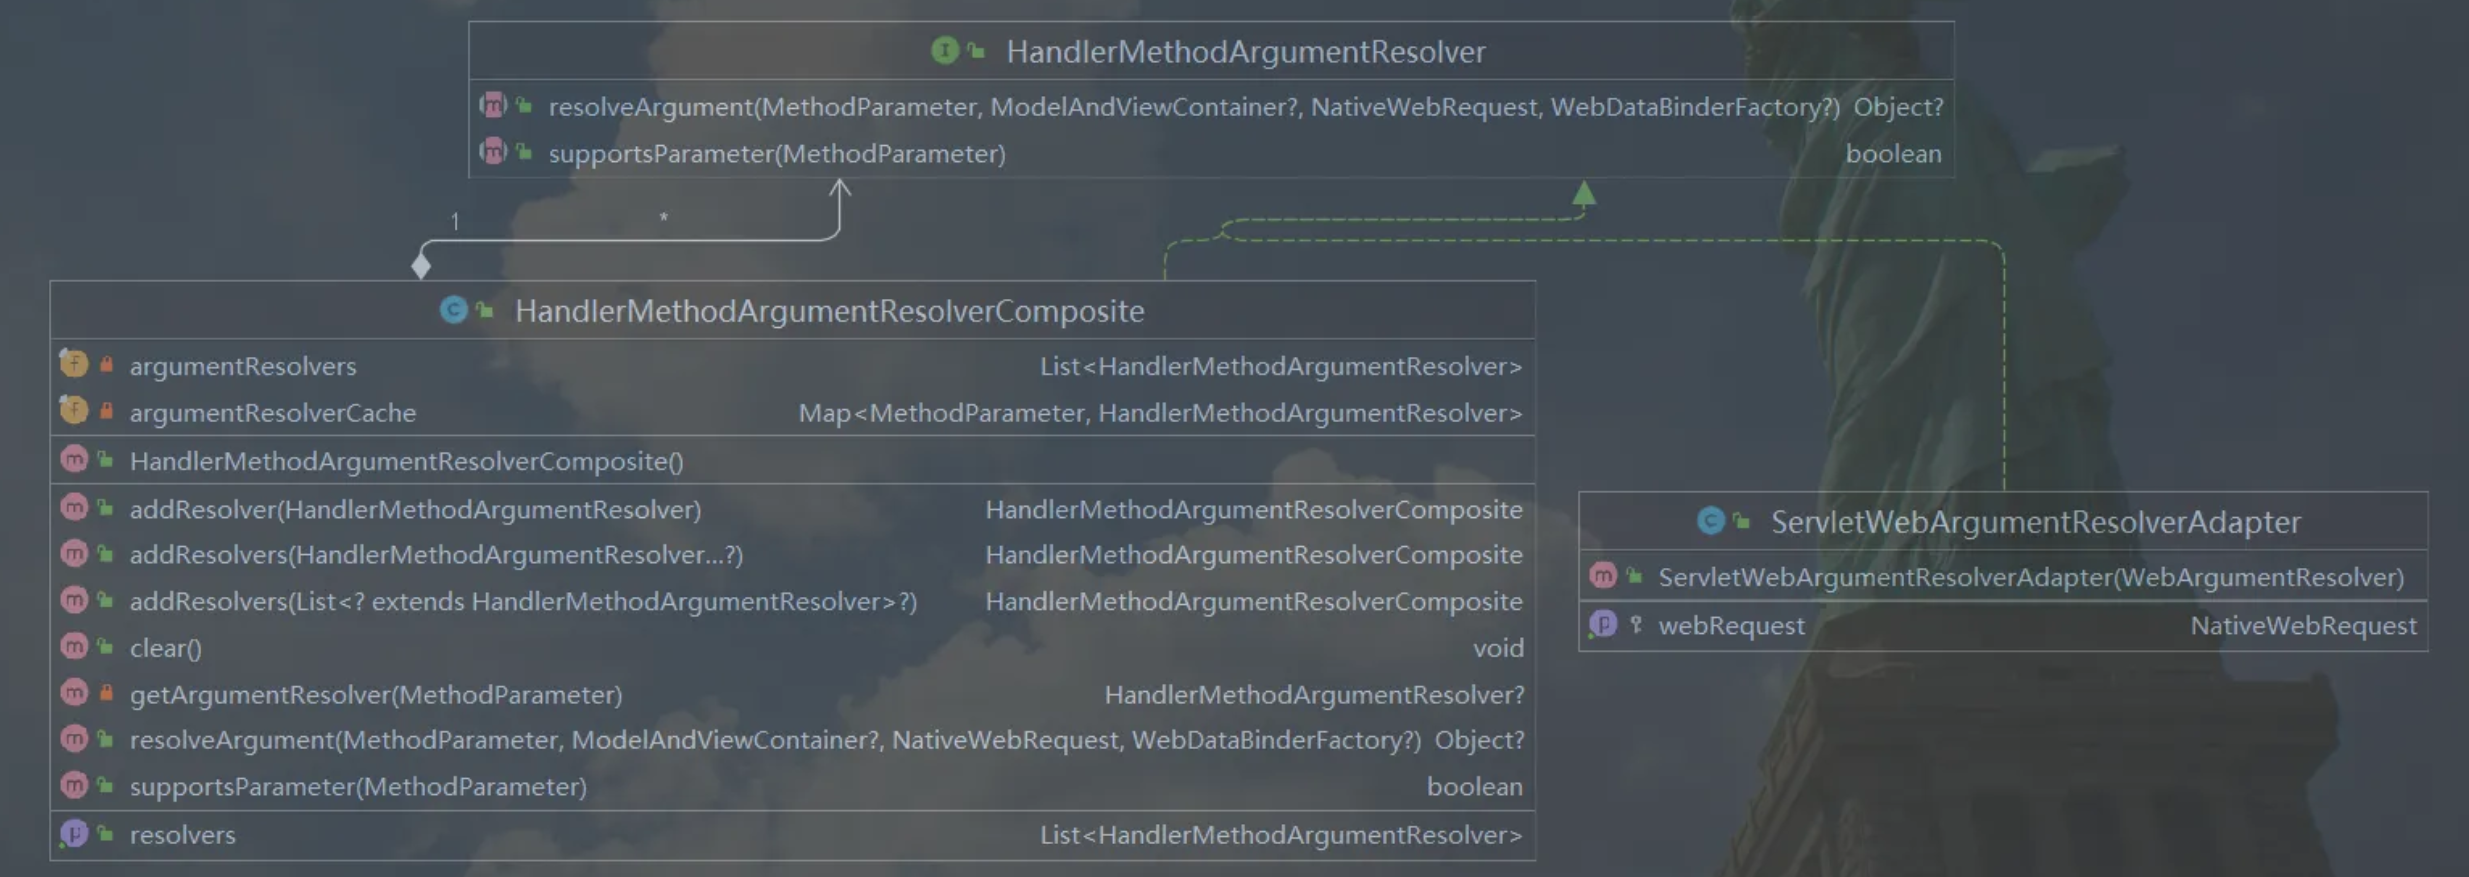 HandlerMethodArgumentResolver
resolveArgument(MethodParameter, ModelAndViewContainer?, NativeWebRequest, WebDataBinderFactory?) Object?
supportsParameter(MethodParameter) boolean
1 *
HandlerMethodArgumentResolverComposite
argumentResolvers List<HandlerMethodArgumentResolver>
argumentResolverCache Map<MethodParameter, HandlerMethodArgumentResolver>
HandlerMethodArgumentResolverComposite()
addResolver(HandlerMethodArgumentResolver) HandlerMethodArgumentResolverComposite
addResolvers(HandlerMethodArgumentResolver...?) HandlerMethodArgumentResolverComposite
addResolvers(List<? extends HandlerMethodArgumentResolver>?) HandlerMethodArgumentResolverComposite
clear() void
getArgumentResolver(MethodParameter) HandlerMethodArgumentResolver?
resolveArgument(MethodParameter, ModelAndViewContainer?, NativeWebRequest, WebDataBinderFactory?) Object?
supportsParameter(MethodParameter) boolean
resolvers List<HandlerMethodArgumentResolver>
ServletWebArgumentResolverAdapter
ServletWebArgumentResolverAdapter(WebArgumentResolver)
webRequest NativeWebRequest